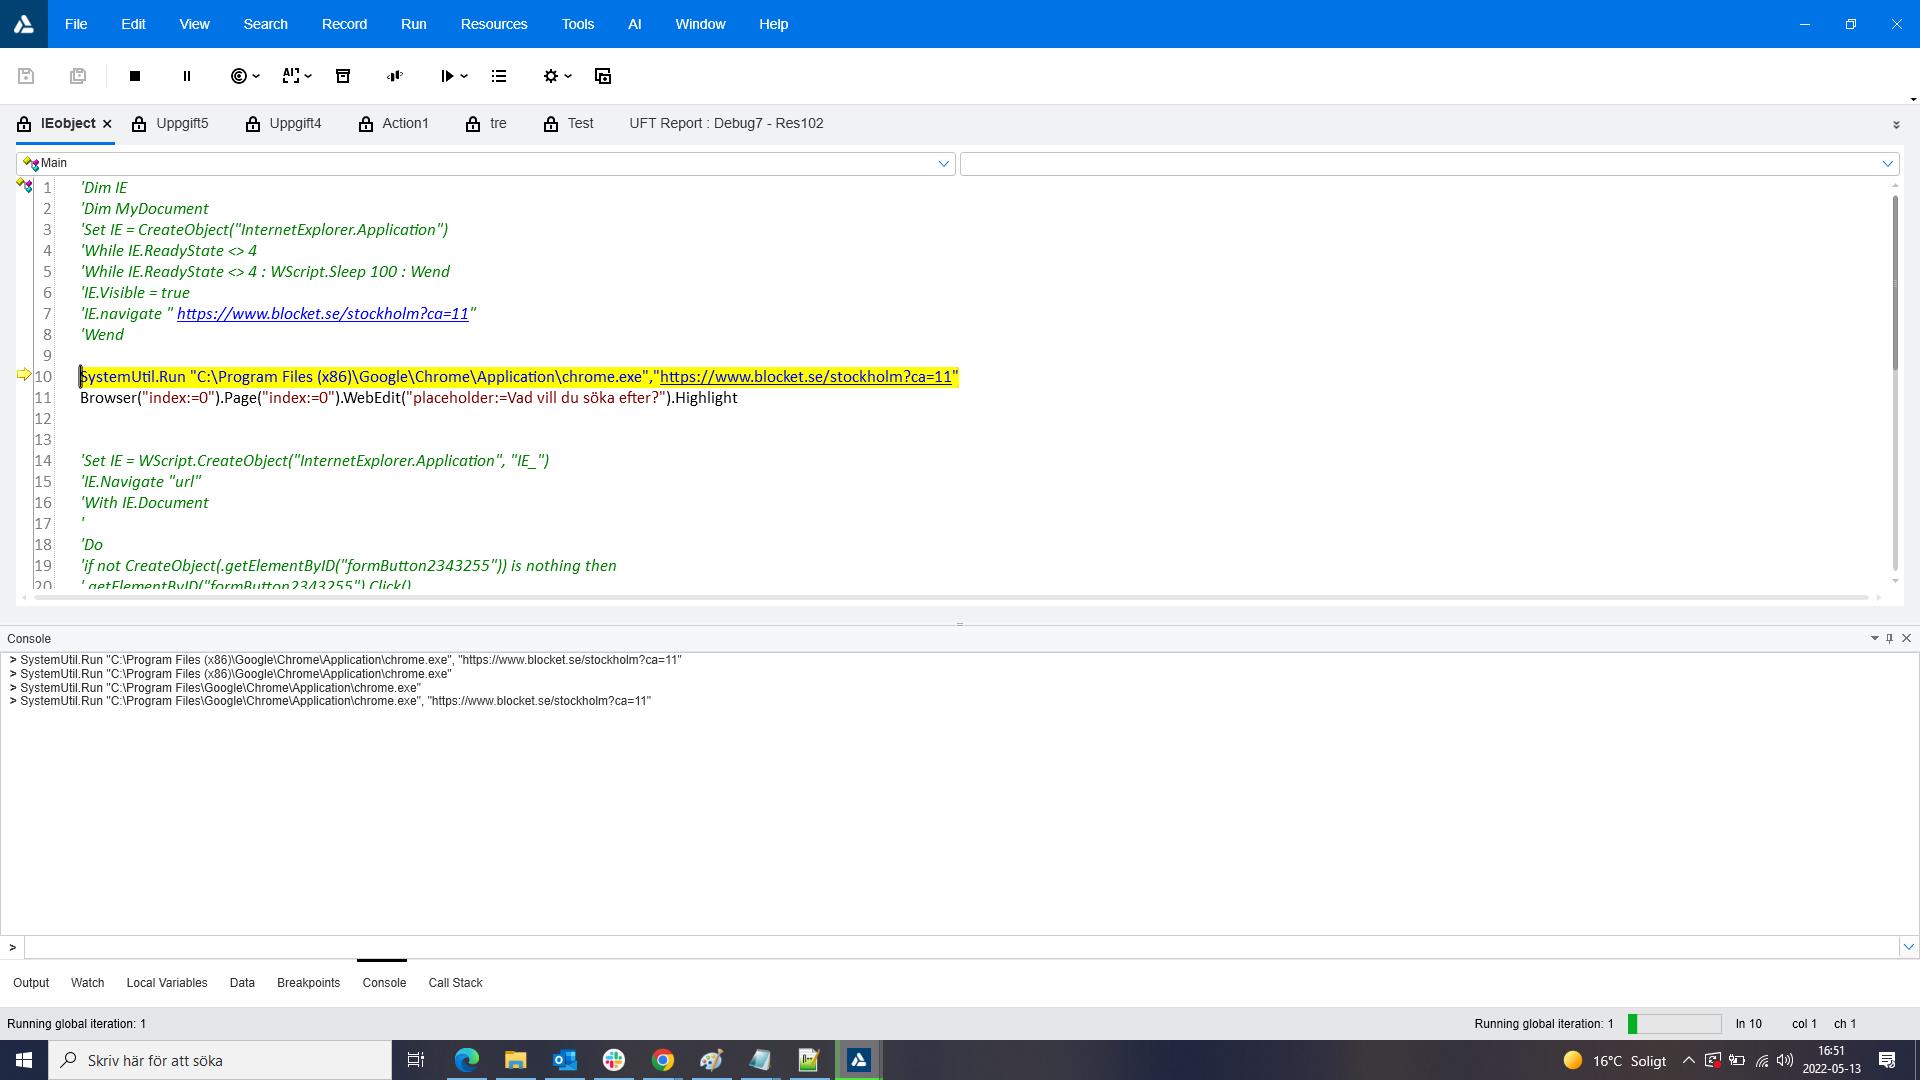 File Edit View Search Record Run Resources Tools AI Window Help
IEobject Uppgift5 Uppgift4 Action1 tre Test UFT Report : Debug7 - Res102
Main
1 'Dim IE
2 'Dim MyDocument
3 'Set IE = CreateObject("InternetExplorer.Application")
4 'While IE.ReadyState <> 4
5 'While IE.ReadyState <> 4 : WScript.Sleep 100 : Wend
6 'IE.Visible = true
7 'IE.navigate " https://www.blocket.se/stockholm?ca=11"
8 'Wend
9
10 SystemUtil.Run "C:\Program Files (x86)\Google\Chrome\Application\chrome.exe","https://www.blocket.se/stockholm?ca=11"
11 Browser("index:=0").Page("index:=0").WebEdit("placeholder:=Vad vill du söka efter?").Highlight
12
13
14 'Set IE = WScript.CreateObject("InternetExplorer.Application", "IE_")
15 'IE.Navigate "url"
16 'With IE.Document
17 '
18 'Do
19 'if not CreateObject(.getElementByID("formButton2343255")) is nothing then
20 ' .getElementByID("formButton2343255").Click()
Console
> SystemUtil.Run "C:\Program Files (x86)\Google\Chrome\Application\chrome.exe", "https://www.blocket.se/stockholm?ca=11"
> SystemUtil.Run "C:\Program Files (x86)\Google\Chrome\Application\chrome.exe"
> SystemUtil.Run "C:\Program Files\Google\Chrome\Application\chrome.exe"
> SystemUtil.Run "C:\Program Files\Google\Chrome\Application\chrome.exe", "https://www.blocket.se/stockholm?ca=11"
>
Output Watch Local Variables Data Breakpoints Console Call Stack
Running global iteration: 1 Running global iteration: 1 ln 10 col 1 ch 1
Skriv här för att söka 16°C Soligt 16:51
2022-05-13